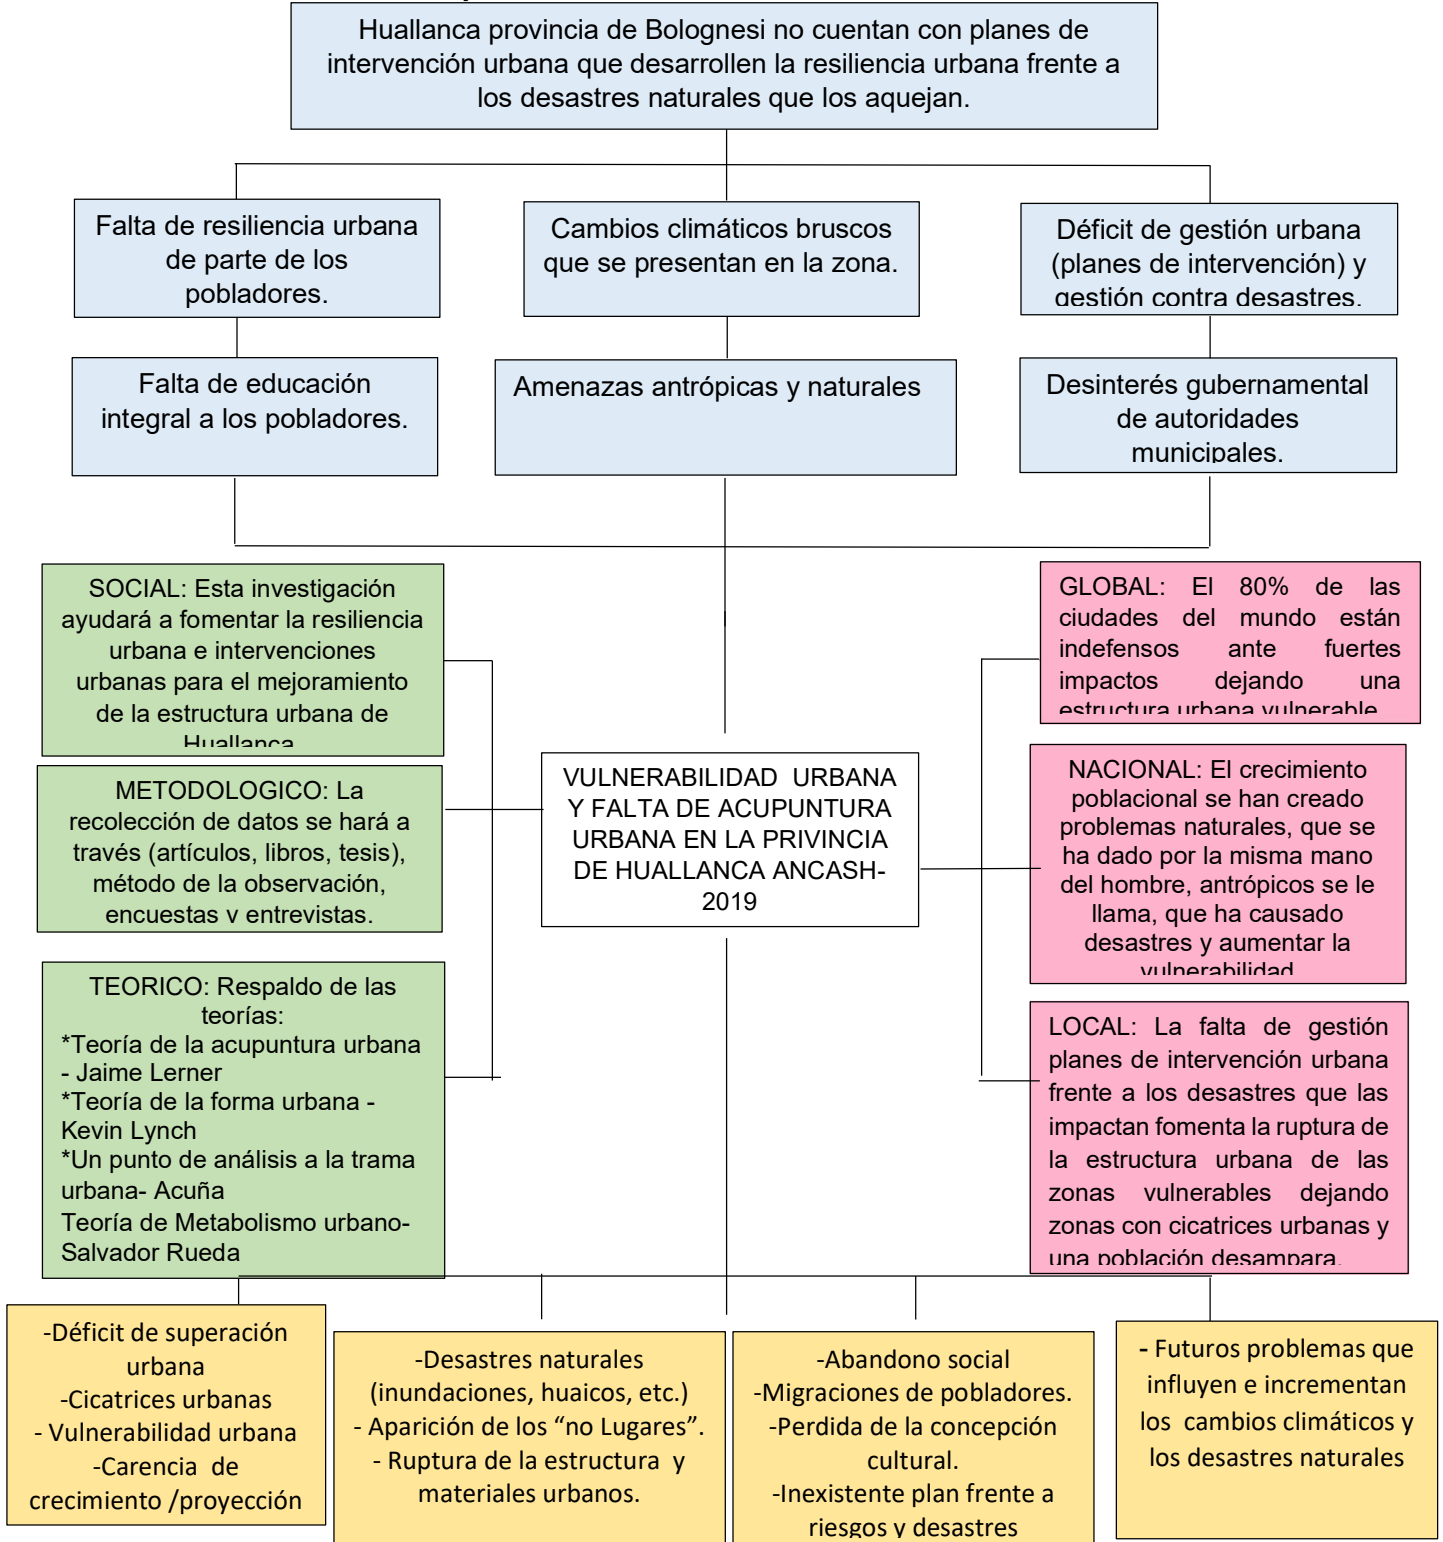 Huallanca provincia de Bolognesi no cuentan con planes de
intervención urbana que desarrollen la resiliencia urbana frente a
los desastres naturales que los aquejan.
Falta de resiliencia urbana
de parte de los
pobladores.
Cambios climáticos bruscos
que se presentan en la zona.
Déficit de gestión urbana
(planes de intervención) y
gestión contra desastres.
Falta de educación
integral a los pobladores.
Amenazas antrópicas y naturales
Desinterés gubernamental
de autoridades
municipales.
SOCIAL: Esta investigación
ayudará a fomentar la resiliencia
urbana e intervenciones
urbanas para el mejoramiento
de la estructura urbana de
Huallanca
METODOLOGICO: La
recolección de datos se hará a
través (artículos, libros, tesis),
método de la observación,
encuestas y entrevistas.
TEORICO: Respaldo de las
teorías:
*Teoría de la acupuntura urbana
- Jaime Lerner
*Teoría de la forma urbana -
Kevin Lynch
*Un punto de análisis a la trama
urbana- Acuña
Teoría de Metabolismo urbano-
Salvador Rueda
VULNERABILIDAD URBANA
Y FALTA DE ACUPUNTURA
URBANA EN LA PRIVINCIA
DE HUALLANCA ANCASH-
2019
GLOBAL: El 80% de las
ciudades del mundo están
indefensos ante fuertes
impactos dejando una
estructura urbana vulnerable
NACIONAL: El crecimiento
poblacional se han creado
problemas naturales, que se
ha dado por la misma mano
del hombre, antrópicos se le
llama, que ha causado
desastres y aumentar la
vulnerabilidad
LOCAL: La falta de gestión
planes de intervención urbana
frente a los desastres que las
impactan fomenta la ruptura de
la estructura urbana de las
zonas vulnerables dejando
zonas con cicatrices urbanas y
una población desampara.
-Déficit de superación
urbana
-Cicatrices urbanas
- Vulnerabilidad urbana
-Carencia de
crecimiento /proyección
-Desastres naturales
(inundaciones, huaicos, etc.)
- Aparición de los “no Lugares”.
- Ruptura de la estructura y
materiales urbanos.
-Abandono social
-Migraciones de pobladores.
-Perdida de la concepción
cultural.
-Inexistente plan frente a
riesgos y desastres
- Futuros problemas que
influyen e incrementan
los cambios climáticos y
los desastres naturales